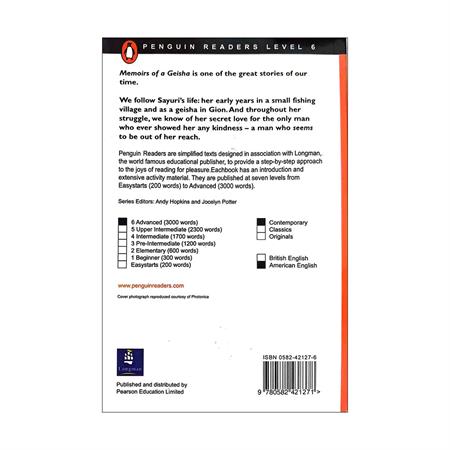 PENGUIN READERS LEVEL 6
Memoirs of a Geisha is one of the great stories of our
time.
We follow Sayuri's life: her early years in a small fishing
village and as a geisha in Gion. And throughout her
struggle, we know of her secret love for the only man
who ever showed her any kindness – a man who seems
to be out of her reach.
Penguin Readers are simplified texts designed in association with Longman,
the world famous educational publisher, to provide a step-by-step approach
to the joys of reading for pleasure.Eachbook has an introduction and
extensive activity material. They are published at seven levels from
Easystarts (200 words) to Advanced (3000 words).
Series Editors: Andy Hopkins and Jocelyn Potter
6 Advanced (3000 words)
5 Upper Intermediate (2300 words)
4 Intermediate (1700 words)
3 Pre-Intermediate (1200 words)
2 Elementary (600 words)
1 Beginner (300 words)
Easystarts (200 words)
Contemporary
Classics
Originals
British English
American English
www.penguinreaders.com
Cover photograph reproduced courtesy of Photonica
Longman
Published and distributed by
Pearson Education Limited
ISBN 0582-42127-6
9 780582 421271 >